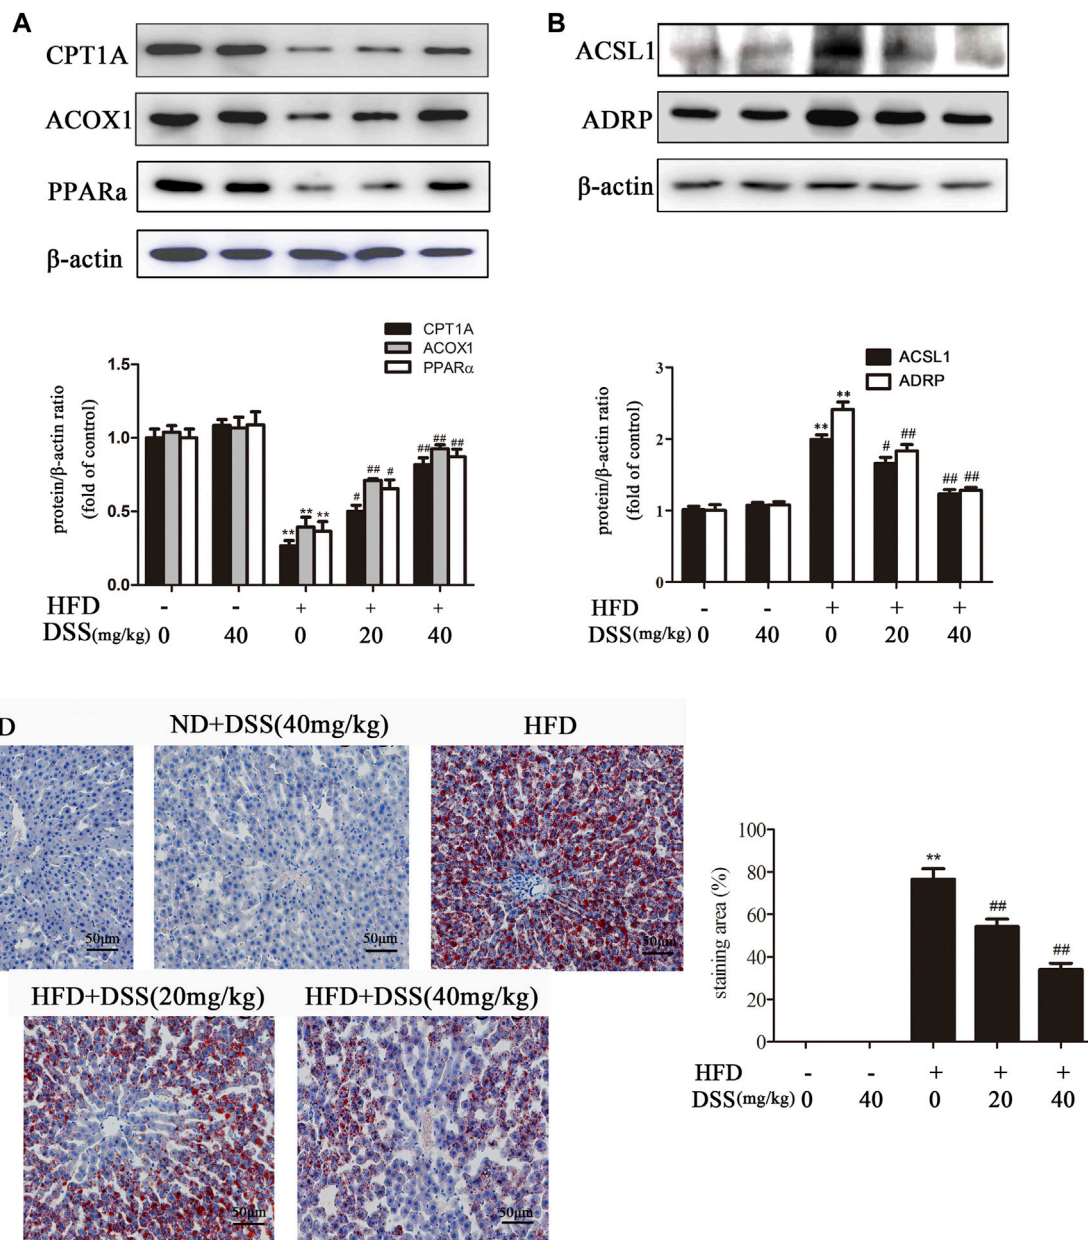 A
CPT1A
ACOX1
PPARa
β-actin
B
ACSL1
ADRP
β-actin
CPT1A
ACOX1
PPARα
protein/β-actin ratio
(fold of control)
1.5
1.0
0.5
0.0
** ** **
# ## #
## ## ##
HFD - - + + +
DSS(mg/kg) 0 40 0 20 40
ACSL1
ADRP
protein/β-actin ratio
(fold of control)
3
2
1
0
** **
# ##
## ##
HFD - - + + +
DSS(mg/kg) 0 40 0 20 40
D
ND+DSS(40mg/kg)
HFD
50μm
50μm
50μm
HFD+DSS(20mg/kg)
HFD+DSS(40mg/kg)
50μm
50μm
staining area (%)
100
80
60
40
20
0
**
##
##
HFD - - + + +
DSS(mg/kg) 0 40 0 20 40